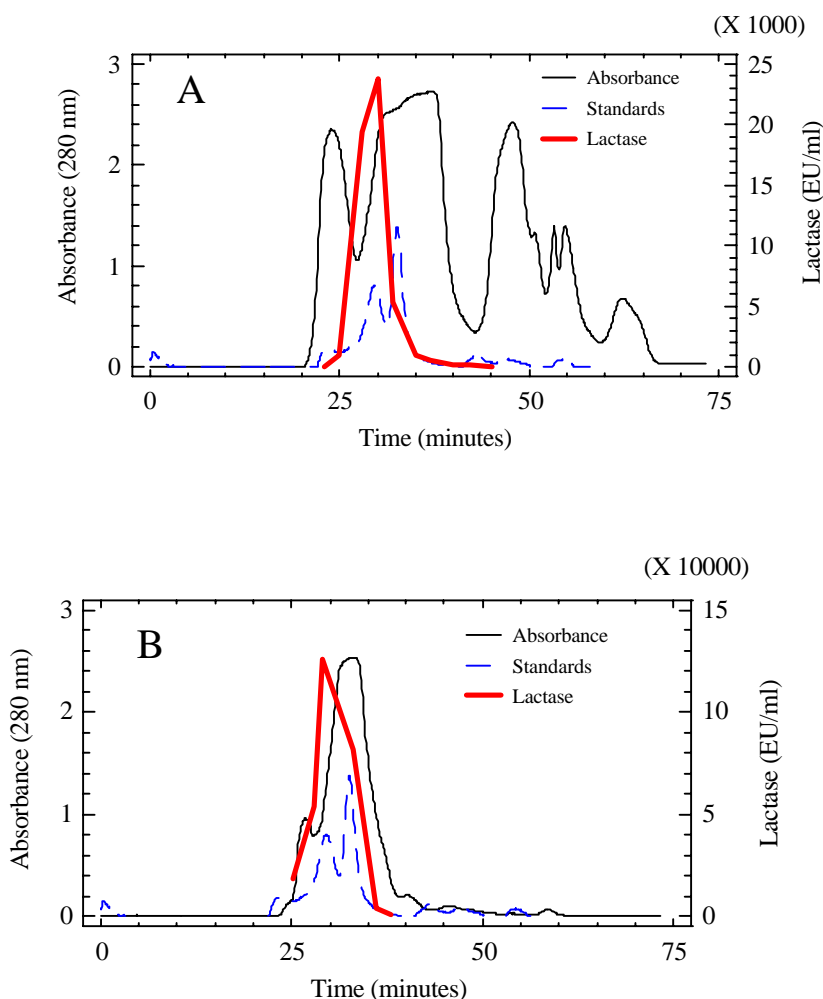 (X 1000)
A
Absorbance
Standards
Lactase
3
2
1
0
25
20
15
10
5
0
Absorbance (280 nm)
Lactase (EU/ml)
0 25 50 75
Time (minutes)
(X 10000)
B
Absorbance
Standards
Lactase
3
2
1
0
15
10
5
0
Absorbance (280 nm)
Lactase (EU/ml)
0 25 50 75
Time (minutes)